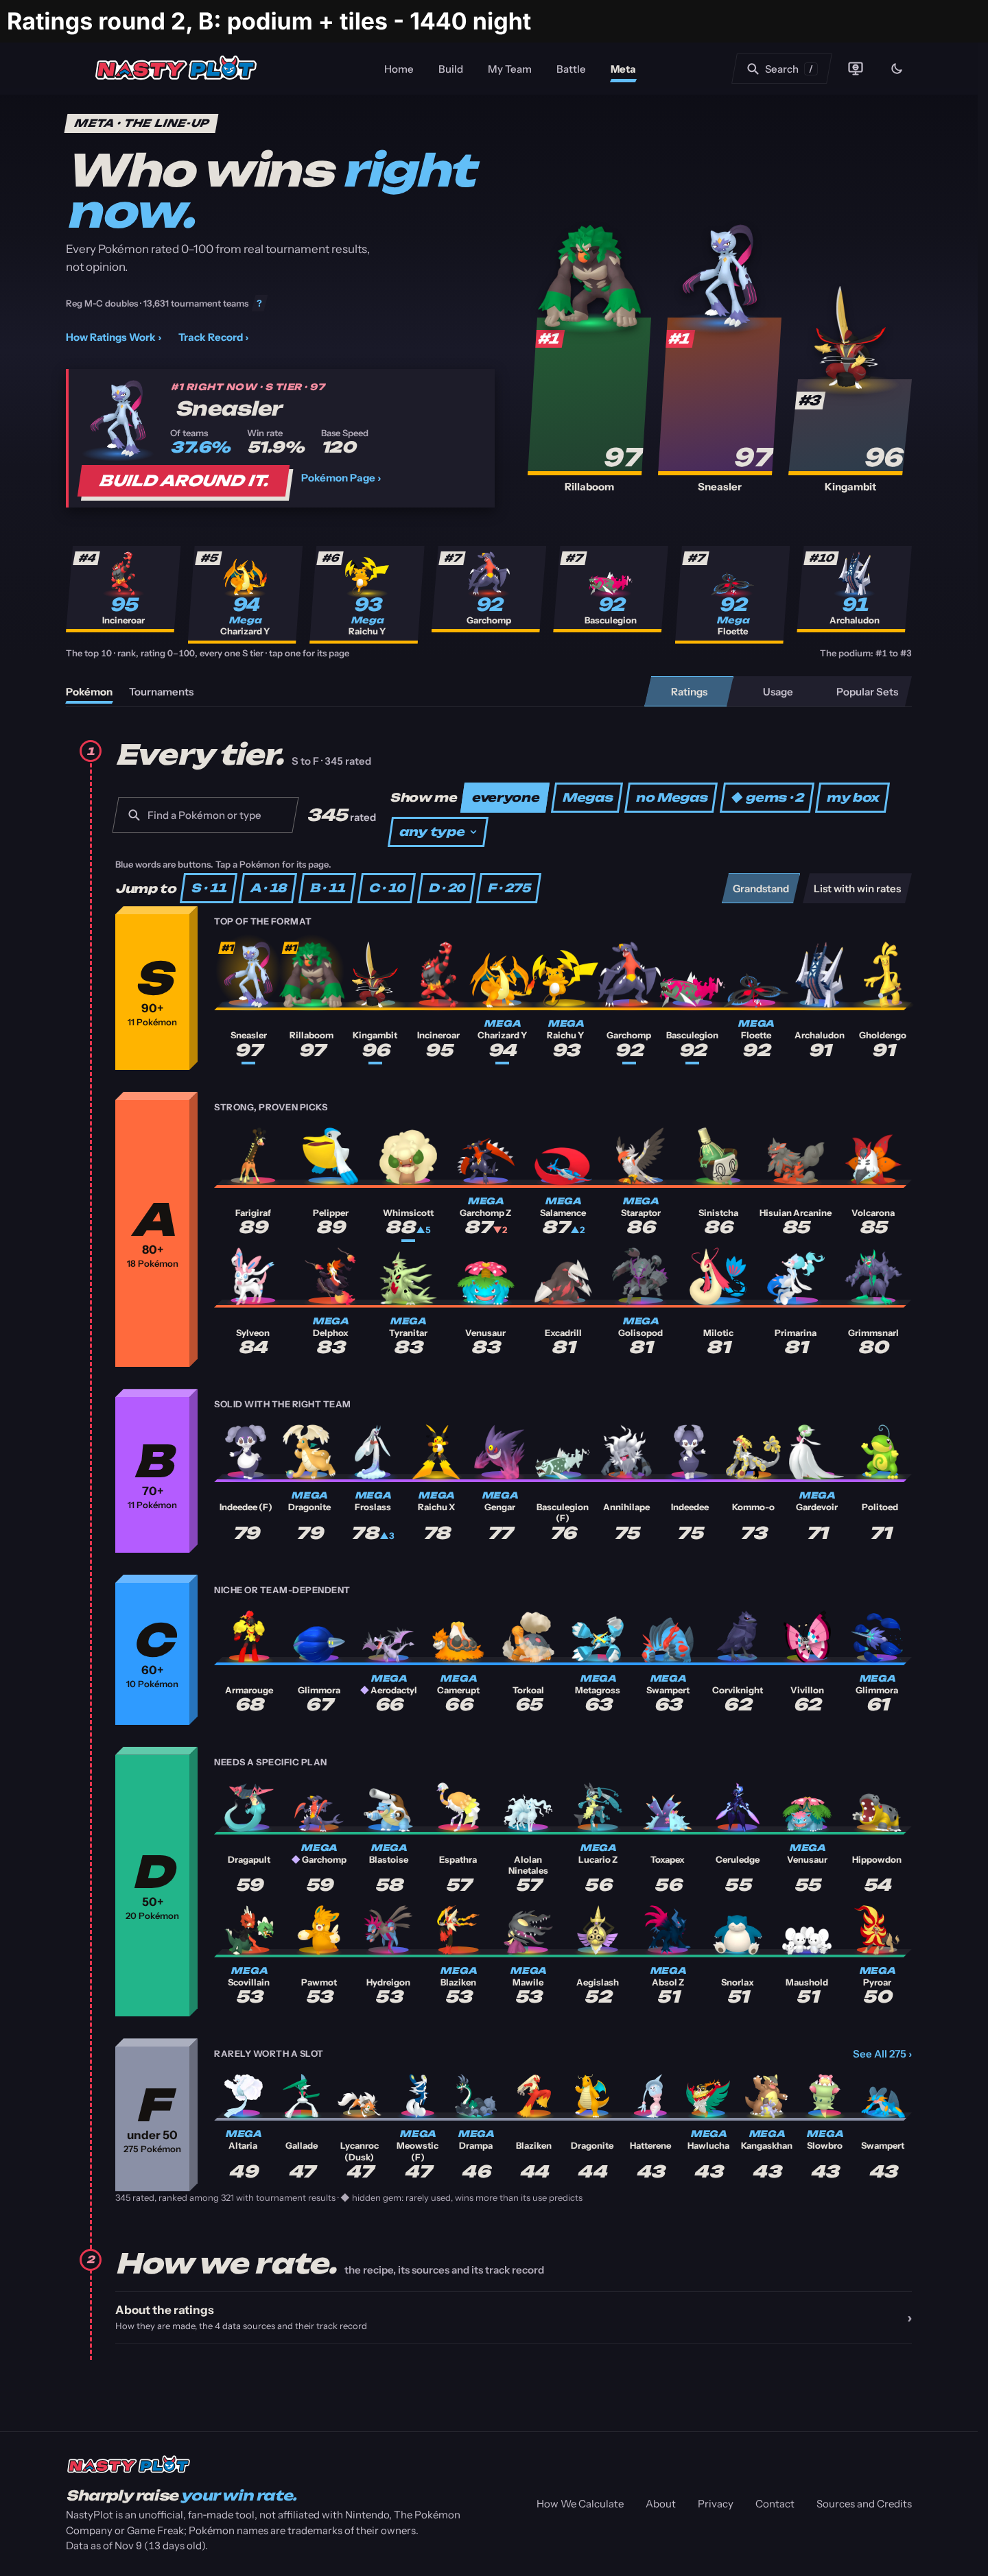 Ratings round 2, B: podium + tiles - 1440 night
NASTY PLOT
Home Build My Team Battle Meta
Search /
META · THE LINE-UP
Who wins right
now.
Every Pokémon rated 0–100 from real tournament results,
not opinion.
Reg M-C doubles · 13,631 tournament teams ?
How Ratings Work › Track Record ›
#1 RIGHT NOW · S TIER · 97
Sneasler
Of teams Win rate Base Speed
37.6% 51.9% 120
BUILD AROUND IT. Pokémon Page ›
#1 #1 #3
97 97 96
Rillaboom Sneasler Kingambit
#4 #5 #6 #7 #7 #7 #10
95 94 93 92 92 92 91
Incineroar Mega Charizard Y Mega Raichu Y Garchomp Basculegion Mega Floette Archaludon
The top 10 · rank, rating 0–100, every one S tier · tap one for its page
The podium: #1 to #3
Pokémon Tournaments
Ratings Usage Popular Sets
1
Every tier. S to F · 345 rated
Find a Pokémon or type
345 rated
Show me everyone Megas no Megas ◆ gems · 2 my box
any type
Blue words are buttons. Tap a Pokémon for its page.
Jump to S · 11 A · 18 B · 11 C · 10 D · 20 F · 275
Grandstand List with win rates
S
90+
11 Pokémon
TOP OF THE FORMAT
#1 #1
MEGA MEGA MEGA
Sneasler Rillaboom Kingambit Incineroar Charizard Y Raichu Y Garchomp Basculegion Floette Archaludon Gholdengo
97 97 96 95 94 93 92 92 92 91 91
A
80+
18 Pokémon
STRONG, PROVEN PICKS
MEGA MEGA MEGA
Farigiraf Pelipper Whimsicott Garchomp Z Salamence Staraptor Sinistcha Hisuian Arcanine Volcarona
89 89 88▲5 87▼2 87▲2 86 86 85 85
MEGA MEGA MEGA
Sylveon Delphox Tyranitar Venusaur Excadrill Golisopod Milotic Primarina Grimmsnarl
84 83 83 83 81 81 81 81 80
B
70+
11 Pokémon
SOLID WITH THE RIGHT TEAM
MEGA MEGA MEGA MEGA MEGA
Indeedee (F) Dragonite Froslass Raichu X Gengar Basculegion (F) Annihilape Indeedee Kommo-o Gardevoir Politoed
79 79 78▲3 78 77 76 75 75 73 71 71
C
60+
10 Pokémon
NICHE OR TEAM-DEPENDENT
MEGA MEGA MEGA MEGA MEGA
Armarouge Glimmora ◆ Aerodactyl Camerupt Torkoal Metagross Swampert Corviknight Vivillon Glimmora
68 67 66 66 65 63 63 62 62 61
D
50+
20 Pokémon
NEEDS A SPECIFIC PLAN
MEGA MEGA MEGA MEGA
Dragapult ◆ Garchomp Blastoise Espathra Alolan Ninetales Lucario Z Toxapex Ceruledge Venusaur Hippowdon
59 59 58 57 57 56 56 55 55 54
MEGA MEGA MEGA MEGA MEGA
Scovillain Pawmot Hydreigon Blaziken Mawile Aegislash Absol Z Snorlax Maushold Pyroar
53 53 53 53 53 52 51 51 51 50
F
under 50
275 Pokémon
RARELY WORTH A SLOT
See All 275 ›
MEGA MEGA MEGA MEGA MEGA MEGA
Altaria Gallade Lycanroc (Dusk) Meowstic (F) Drampa Blaziken Dragonite Hatterene Hawlucha Kangaskhan Slowbro Swampert
49 47 47 47 46 44 44 43 43 43 43 43
345 rated, ranked among 321 with tournament results · ◆ hidden gem: rarely used, wins more than its use predicts
2
How we rate. the recipe, its sources and its track record
About the ratings
How they are made, the 4 data sources and their track record
›
NASTY PLOT
Sharply raise your win rate.
NastyPlot is an unofficial, fan-made tool, not affiliated with Nintendo, The Pokémon
Company or Game Freak; Pokémon names are trademarks of their owners.
Data as of Nov 9 (13 days old).
How We Calculate About Privacy Contact Sources and Credits